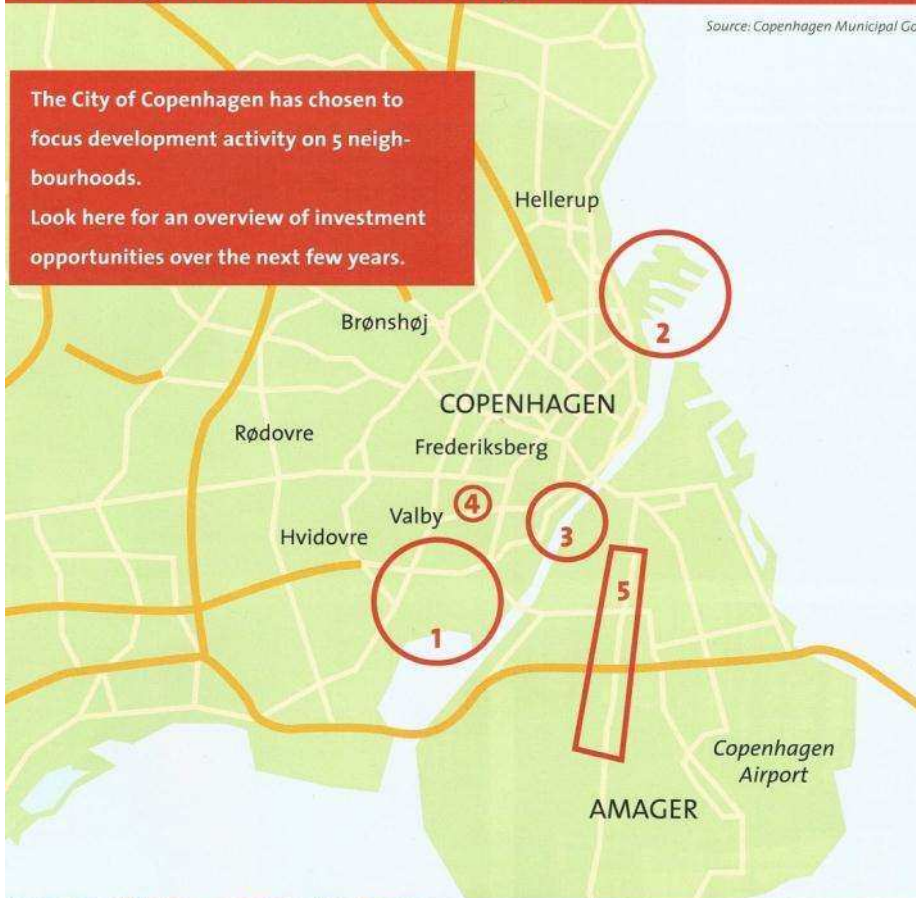 Source: Copenhagen Municipal Go
The City of Copenhagen has chosen to
focus development activity on 5 neigh-
bourhoods.
Look here for an overview of investment
opportunities over the next few years.
Hellerup
2
Brønshøj
COPENHAGEN
Rødovre
Frederiksberg
4
Valby
3
Hvidovre
5
1
Copenhagen
Airport
AMAGER